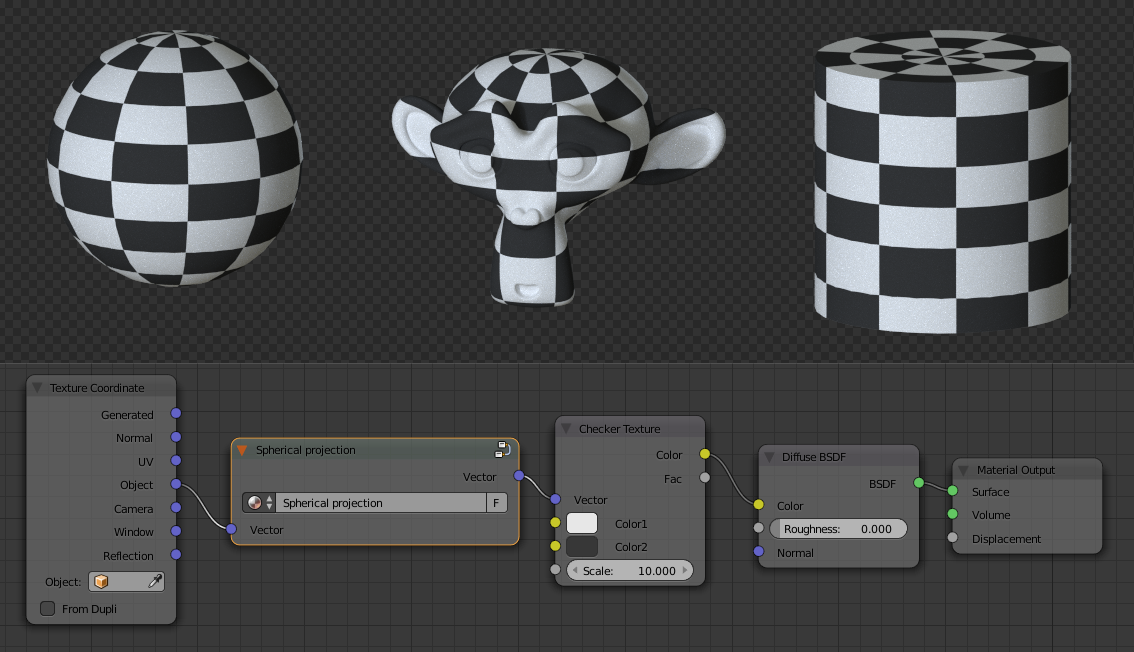 Texture Coordinate
Generated
Normal
UV
Object
Camera
Window
Reflection
Object:
From Dupli
Spherical projection
Vector
Spherical projection F
Vector
Checker Texture
Color
Fac
Vector
Color1
Color2
Scale: 10.000
Diffuse BSDF
BSDF
Color
Roughness: 0.000
Normal
Material Output
Surface
Volume
Displacement